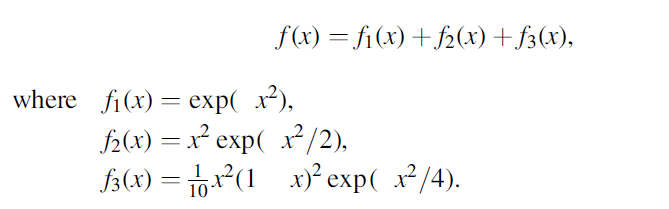 f(x) = f₁(x) + f₂(x) + f₃(x),
where f₁(x) = exp( x²),
f₂(x) = x² exp( x²/2),
f₃(x) = 1/10 x²(1 x)² exp( x²/4).